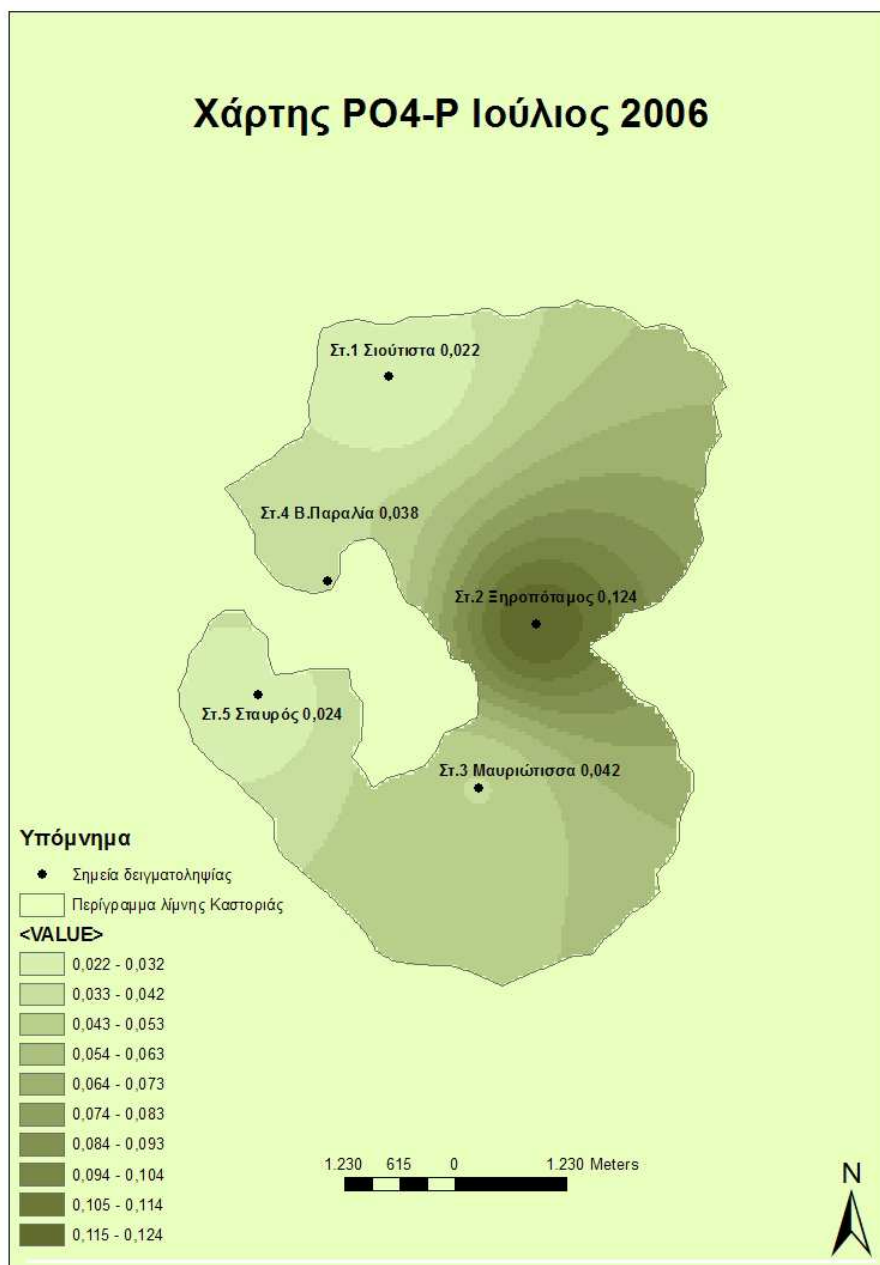 Χάρτης PO4-P Ιούλιος 2006
Στ.1 Σιούτιστα 0,022
Στ.4 Β.Παραλία 0,038
Στ.2 Ξηροπόταμος 0,124
Στ.5 Σταυρός 0,024
Στ.3 Μαυριώτισσα 0,042
Υπόμνημα
Σημεία δειγματοληψίας
Περίγραμμα λίμνης Καστοριάς
<VALUE>
0,022 - 0,032
0,033 - 0,042
0,043 - 0,053
0,054 - 0,063
0,064 - 0,073
0,074 - 0,083
0,084 - 0,093
0,094 - 0,104
0,105 - 0,114
0,115 - 0,124
1.230 615 0 1.230 Meters
N